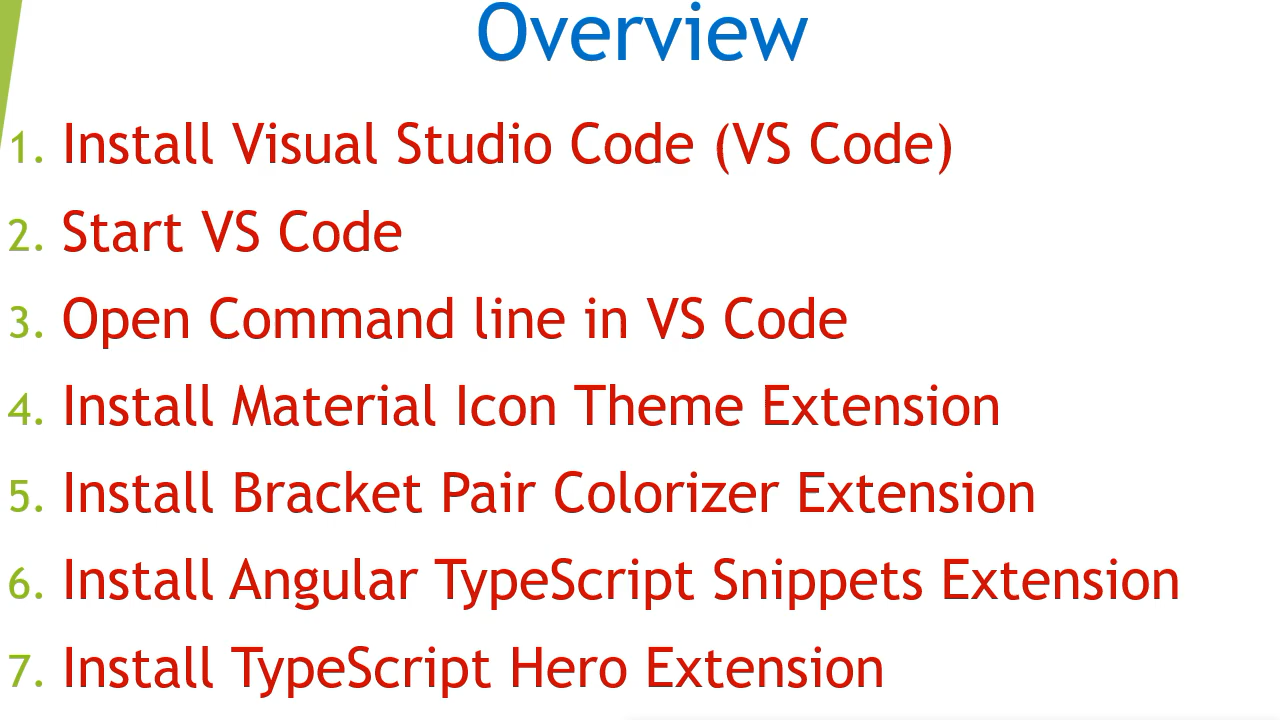 Overview
1. Install Visual Studio Code (VS Code)
2. Start VS Code
3. Open Command line in VS Code
4. Install Material Icon Theme Extension
5. Install Bracket Pair Colorizer Extension
6. Install Angular TypeScript Snippets Extension
7. Install TypeScript Hero Extension